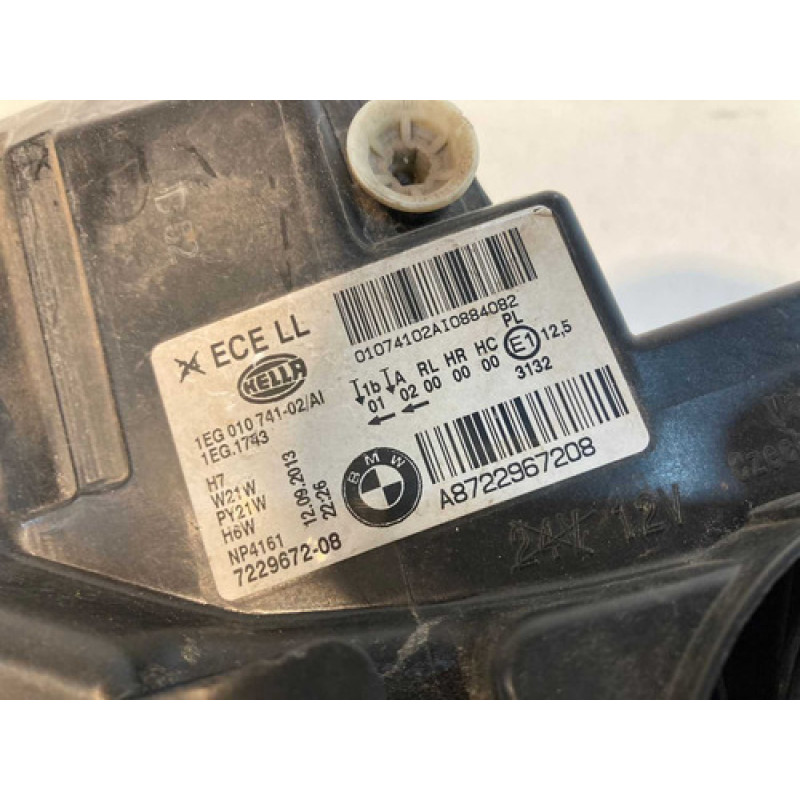 ECE LL
01074102AI0884082
HELLA
1EG 010 741-02/AI
1EG.1743
1b A RL HR HC PL
01 02 00 00 00 E1 12,5
3132
H7
W21W
PY21W
H6W
NP4161
7229672-08
12.09.2013
22:26
BMW
A8722967208
24V 12V